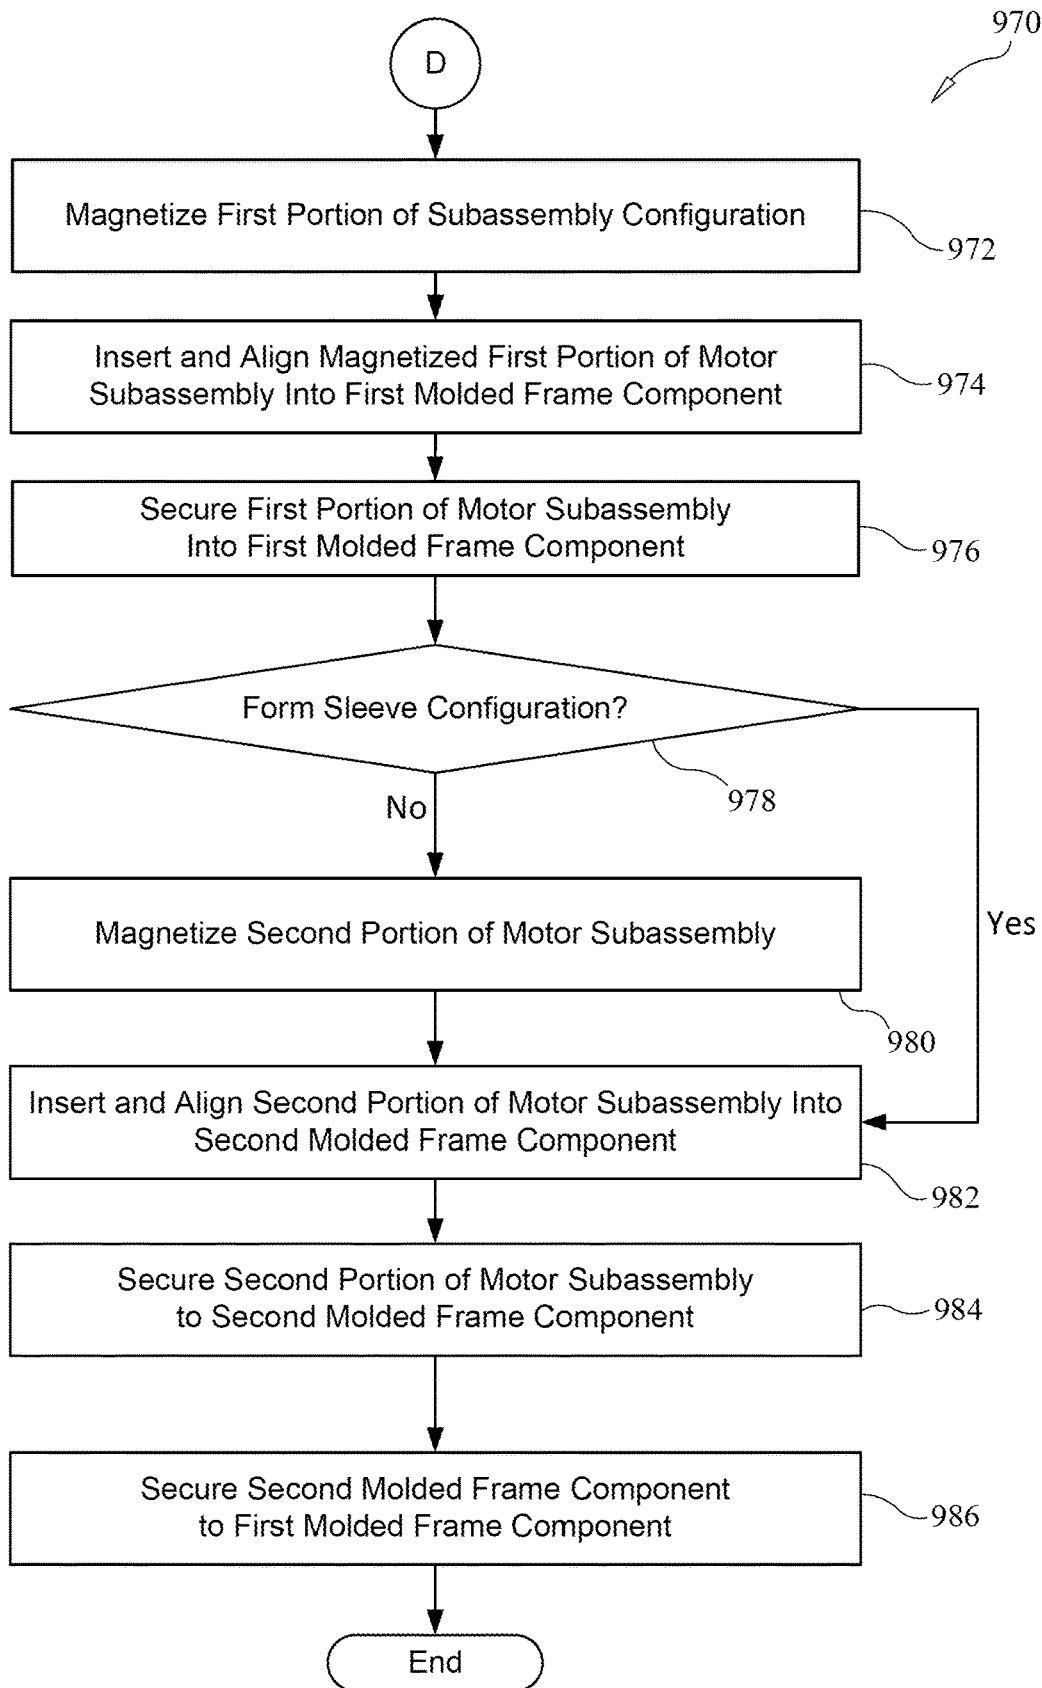 970
D
Magnetize First Portion of Subassembly Configuration
972
Insert and Align Magnetized First Portion of Motor
Subassembly Into First Molded Frame Component
974
Secure First Portion of Motor Subassembly
Into First Molded Frame Component
976
Form Sleeve Configuration?
978
No
Yes
Magnetize Second Portion of Motor Subassembly
980
Insert and Align Second Portion of Motor Subassembly Into
Second Molded Frame Component
982
Secure Second Portion of Motor Subassembly
to Second Molded Frame Component
984
Secure Second Molded Frame Component
to First Molded Frame Component
986
End